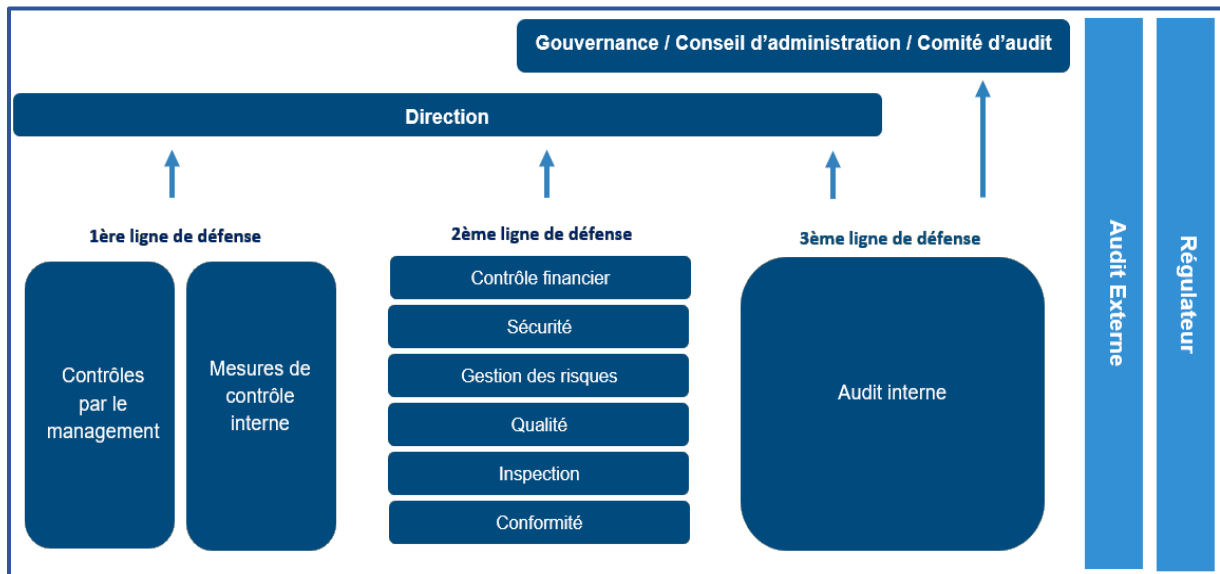 Gouvernance / Conseil d'administration / Comité d'audit
Direction
1ère ligne de défense
2ème ligne de défense
3ème ligne de défense
Contrôles
par le
management
Mesures de
contrôle
interne
Contrôle financier
Sécurité
Gestion des risques
Qualité
Inspection
Conformité
Audit interne
Audit Externe
Régulateur